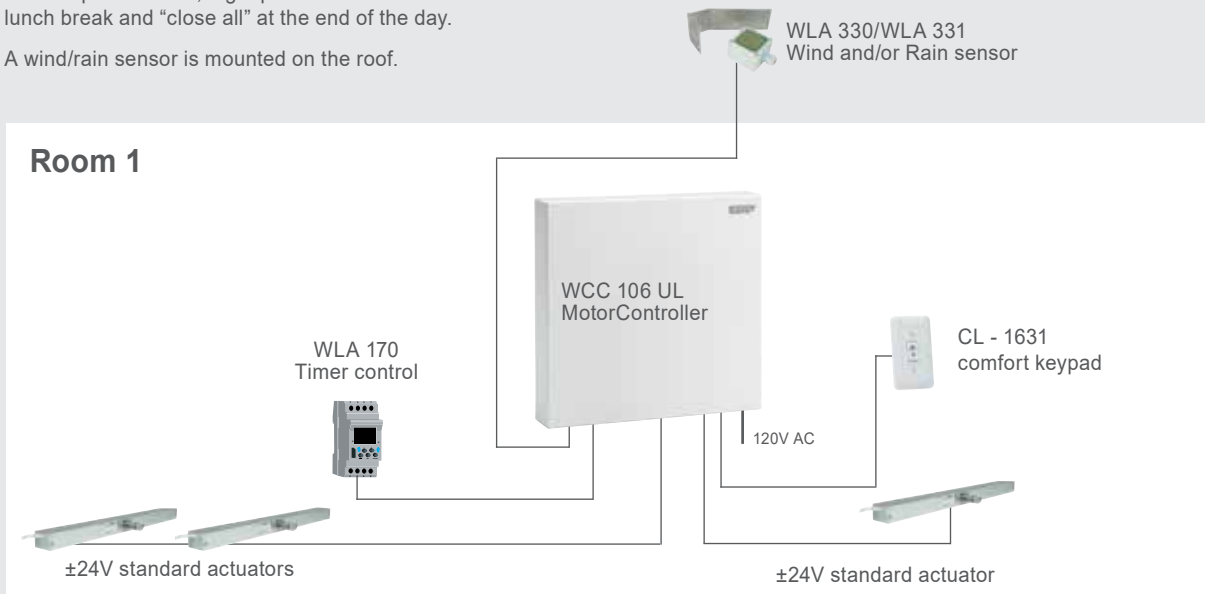 lunch break and “close all” at the end of the day.
A wind/rain sensor is mounted on the roof.
WLA 330/WLA 331
Wind and/or Rain sensor
Room 1
WCC 106 UL
MotorController
WLA 170
Timer control
CL - 1631
comfort keypad
120V AC
±24V standard actuators
±24V standard actuator